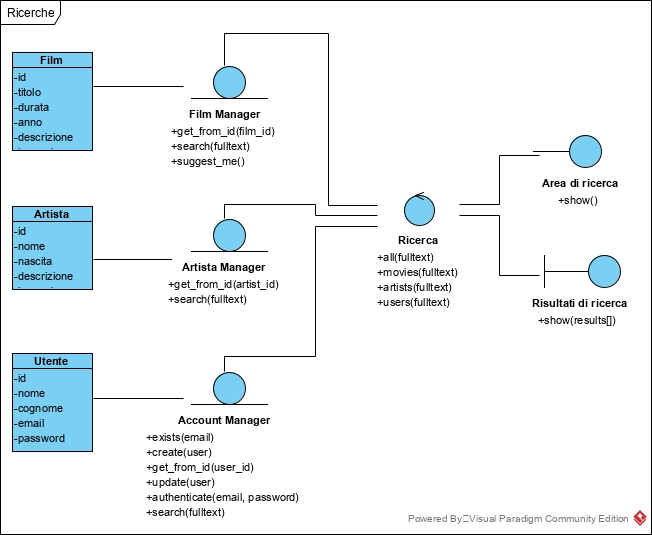 Ricerche
Film
-id
-titolo
-durata
-anno
-descrizione
Film Manager
+get_from_id(film_id)
+search(fulltext)
+suggest_me()
Artista
-id
-nome
-nascita
-descrizione
Artista Manager
+get_from_id(artist_id)
+search(fulltext)
Utente
-id
-nome
-cognome
-email
-password
Account Manager
+exists(email)
+create(user)
+get_from_id(user_id)
+update(user)
+authenticate(email, password)
+search(fulltext)
Ricerca
+all(fulltext)
+movies(fulltext)
+artists(fulltext)
+users(fulltext)
Area di ricerca
+show()
Risultati di ricerca
+show(results[])
Powered By Visual Paradigm Community Edition